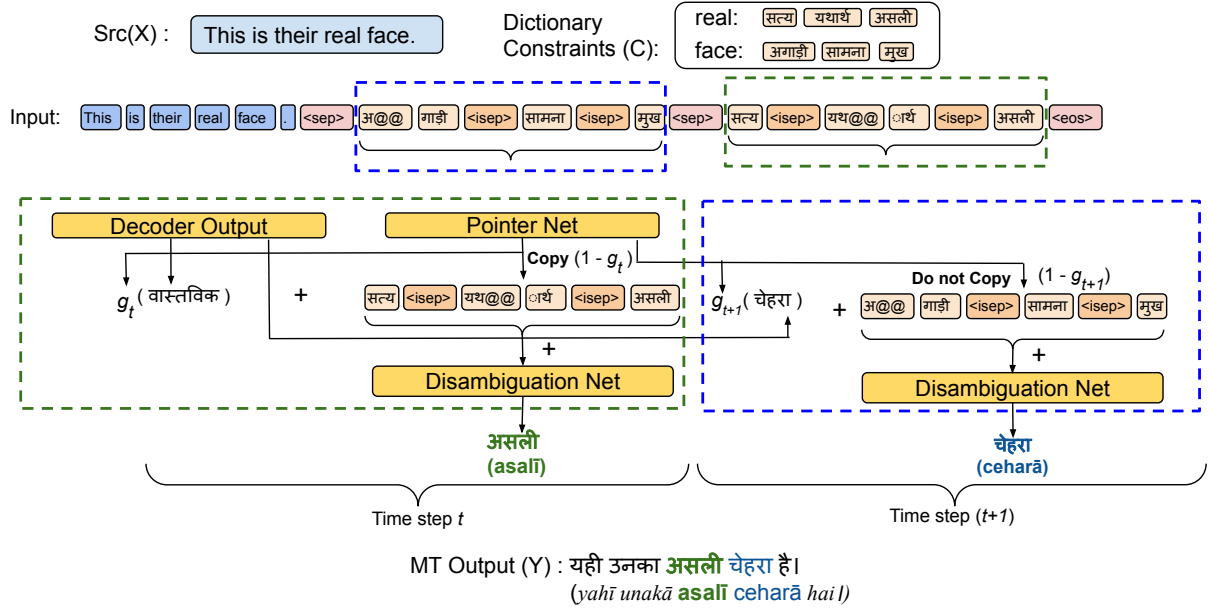 Src(X) : This is their real face.
Dictionary Constraints (C):
real: सत्य यथार्थ असली
face: अगाड़ी सामना मुख
Input: This is their real face . <sep> अ@@ गाड़ी <isep> सामना <isep> मुख <sep> सत्य <isep> यथ@@ ार्थ <isep> असली <eos>
Decoder Output
Pointer Net
Copy (1 - gt)
gt(वास्तविक) + सत्य <isep> यथ@@ ार्थ <isep> असली
+
Disambiguation Net
असली
(asalī)
Time step t
Do not Copy (1 - gt+1)
gt+1(चेहरा) + अ@@ गाड़ी <isep> सामना <isep> मुख
+
Disambiguation Net
चेहरा
(ceharā)
Time step (t+1)
MT Output (Y) : यही उनका असली चेहरा है।
(yahī unakā asalī ceharā hai।)